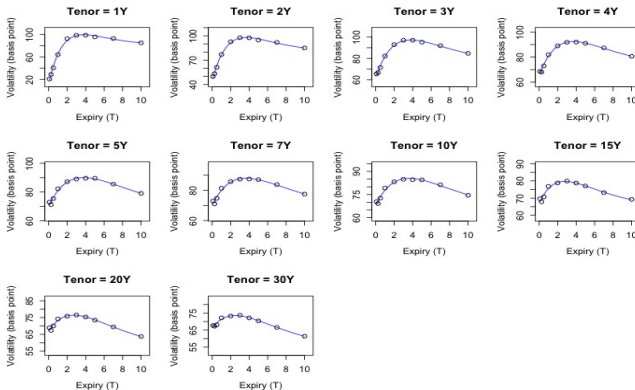 Tenor = 1Y
Tenor = 2Y
Tenor = 3Y
Tenor = 4Y
Volatility (basis point)
20 60 100
0 2 4 6 8 10
Expiry (T)
Volatility (basis point)
40 60 80 100
0 2 4 6 8 10
Expiry (T)
Volatility (basis point)
60 80 100
0 2 4 6 8 10
Expiry (T)
Volatility (basis point)
60 80 100
0 2 4 6 8 10
Expiry (T)
Tenor = 5Y
Tenor = 7Y
Tenor = 10Y
Tenor = 15Y
Volatility (basis point)
60 80 100
0 2 4 6 8 10
Expiry (T)
Volatility (basis point)
60 80
0 2 4 6 8 10
Expiry (T)
Volatility (basis point)
60 75 90
0 2 4 6 8 10
Expiry (T)
Volatility (basis point)
60 70 80 90
0 2 4 6 8 10
Expiry (T)
Tenor = 20Y
Tenor = 30Y
Volatility (basis point)
55 65 75 85
0 2 4 6 8 10
Expiry (T)
Volatility (basis point)
55 65 75
0 2 4 6 8 10
Expiry (T)